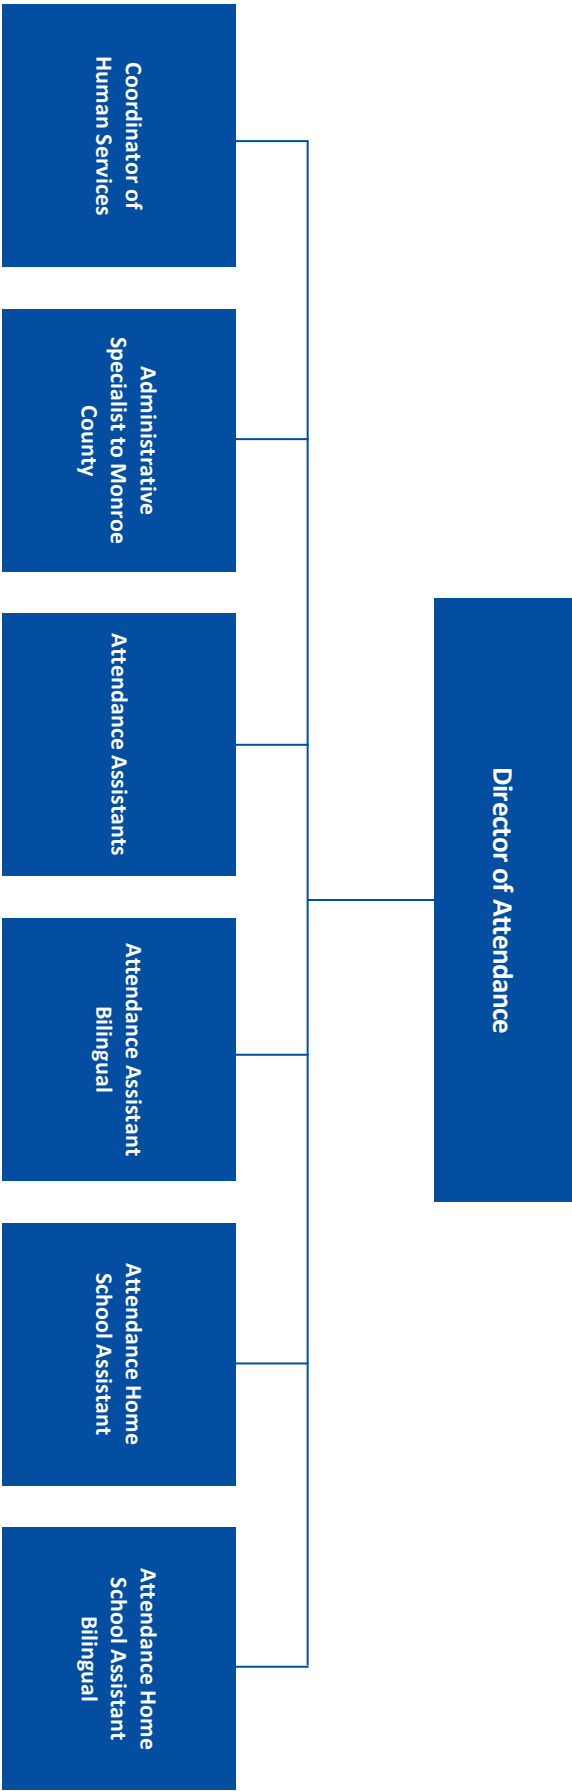 Director of Attendance
Coordinator of
Human Services
Administrative
Specialist to Monroe
County
Attendance Assistants
Attendance Assistant
Bilingual
Attendance Home
School Assistant
Attendance Home
School Assistant
Bilingual